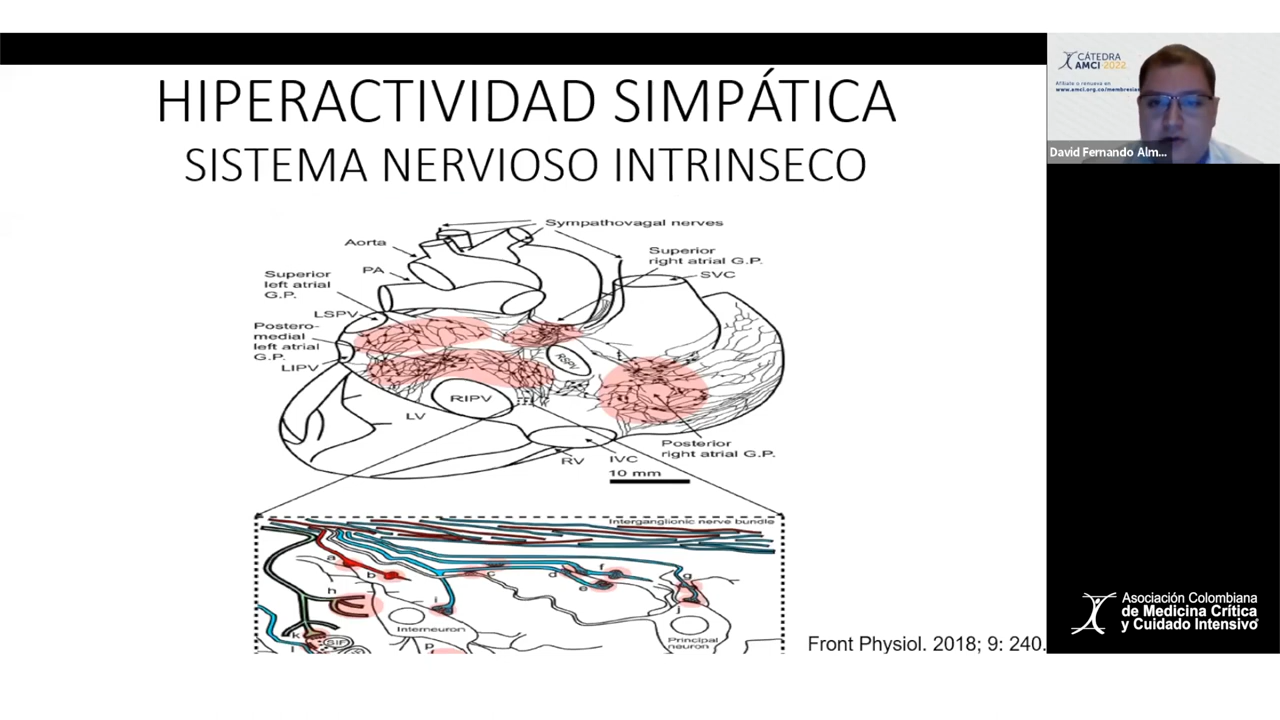 HIPERACTIVIDAD SIMPÁTICA
SISTEMA NERVIOSO INTRINSECO
Sympathovagal nerves
Aorta
Superior
right atrial G.P.
PA
SVC
Superior
left atrial
G.P.
LSPV
Postero-
medial
left atrial
G.P.
RSPV
LIPV
RIPV
LV
Posterior
right atrial G.P.
RV
IVC
10 mm
Interganglionic nerve bundle
a
b
c
d
e
f
g
h
i
j
k
l
SIF
Interneuron
Principal
neuron
P
Front Physiol. 2018; 9: 240.
CÁTEDRA
AMCI 2022
Afíliate o renueva en
www.amci.org.co/membresias
David Fernando Alm...
Asociación Colombiana
de Medicina Crítica
y Cuidado Intensivo